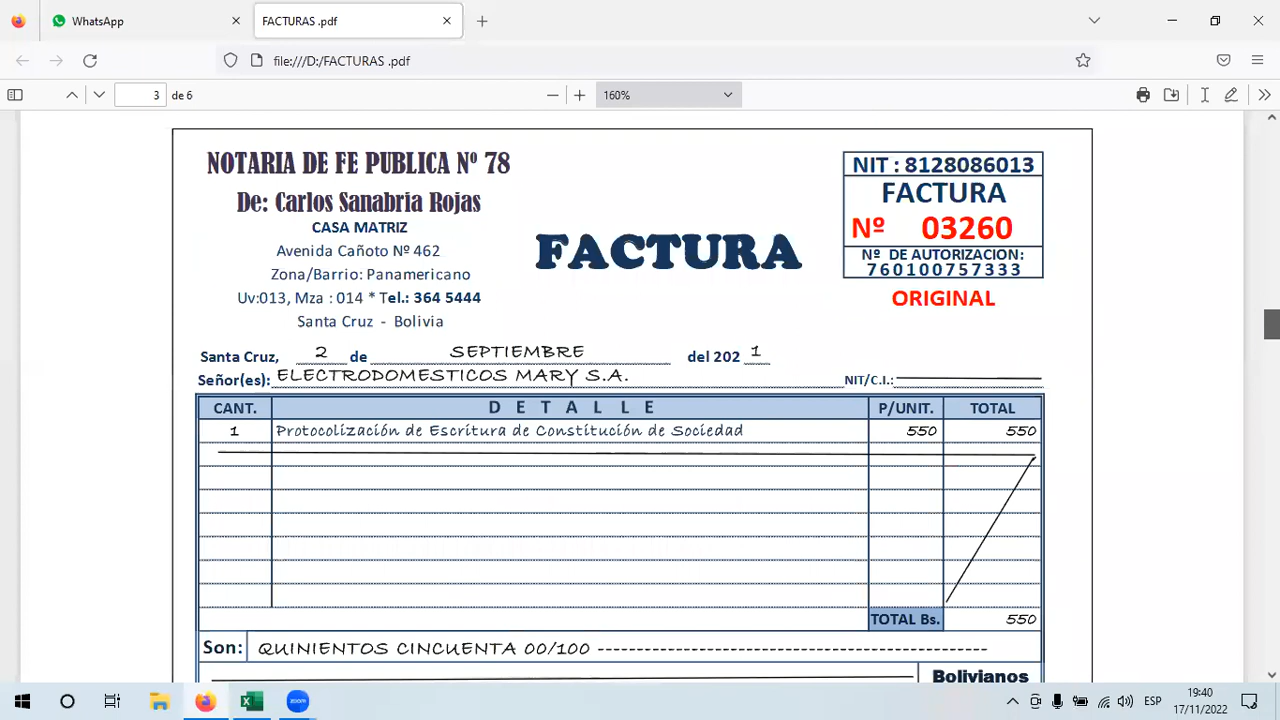 WhatsApp
FACTURAS .pdf
file:///D:/FACTURAS .pdf
3 de 6
160%
NOTARIA DE FE PUBLICA Nº 78
De: Carlos Sanabria Rojas
CASA MATRIZ
Avenida Cañoto Nº 462
Zona/Barrio: Panamericano
Uv:013, Mza : 014 * Tel.: 364 5444
Santa Cruz - Bolivia
FACTURA
NIT : 8128086013
FACTURA
Nº 03260
Nº DE AUTORIZACION:
760100757333
ORIGINAL
Santa Cruz, 2 de SEPTIEMBRE del 202 1
Señor(es): ELECTRODOMESTICOS MARY S.A. NIT/C.I.:
CANT. DETALLE P/UNIT. TOTAL
1 Protocolización de Escritura de Constitución de Sociedad 550 550
TOTAL Bs. 550
Son: QUINIENTOS CINCUENTA 00/100 --------------------------------------------------
Bolivianos
zoom
ESP
19:40
17/11/2022